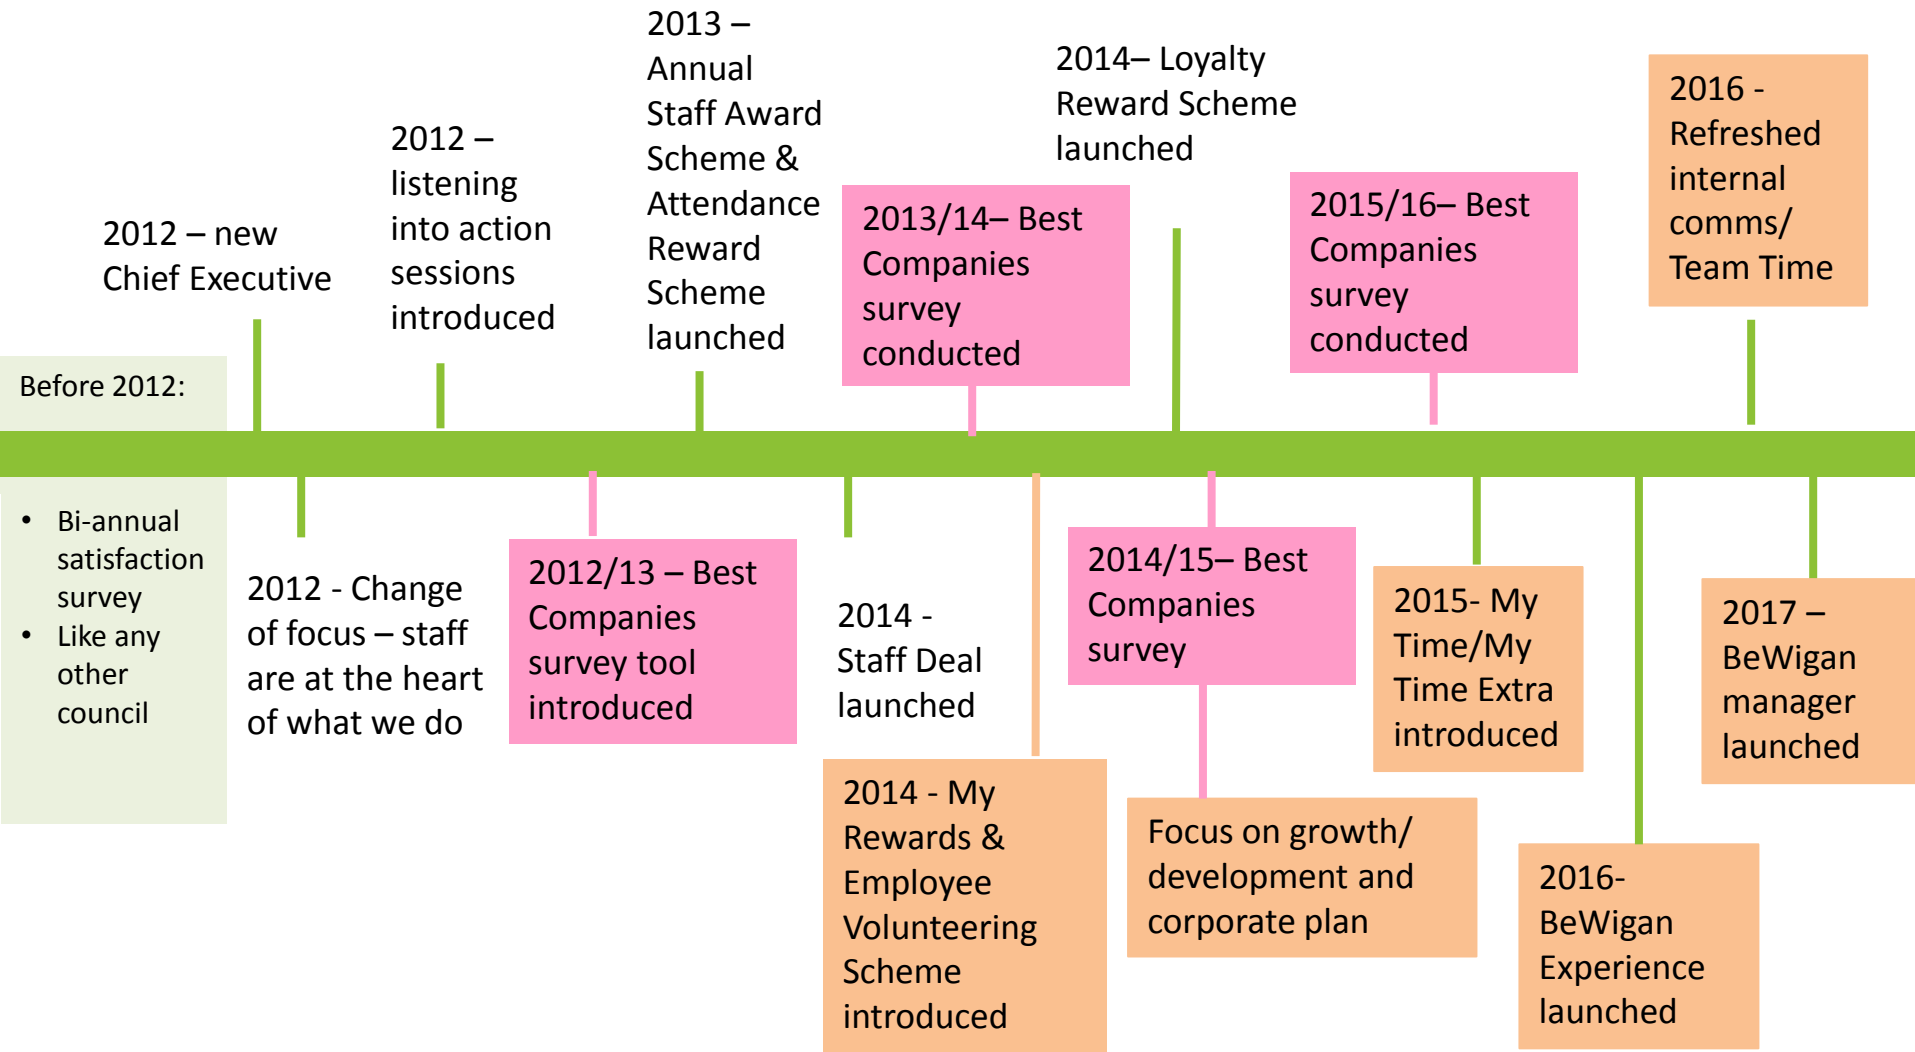 Before 2012:
• Bi-annual
satisfaction
survey
• Like any
other
council
2012 – new
Chief Executive
2012 - Change
of focus – staff
are at the heart
of what we do
2012 –
listening
into action
sessions
introduced
2012/13 – Best
Companies
survey tool
introduced
2013 –
Annual
Staff Award
Scheme &
Attendance
Reward
Scheme
launched
2014 -
Staff Deal
launched
2013/14– Best
Companies
survey
conducted
2014 - My
Rewards &
Employee
Volunteering
Scheme
introduced
2014– Loyalty
Reward Scheme
launched
2014/15– Best
Companies
survey
Focus on growth/
development and
corporate plan
2015/16– Best
Companies
survey
conducted
2015- My
Time/My
Time Extra
introduced
2016-
BeWigan
Experience
launched
2016 -
Refreshed
internal
comms/
Team Time
2017 –
BeWigan
manager
launched